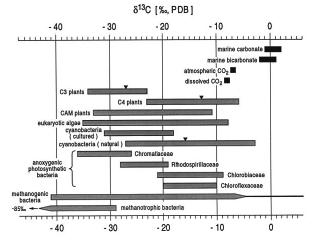 δ¹³C [‰, PDB]
-40 -30 -20 -10 0
marine carbonate
marine bicarbonate
atmospheric CO₂
dissolved CO₂
C3 plants
C4 plants
CAM plants
eukaryotic algae
cyanobacteria
( cultured )
cyanobacteria ( natural )
anoxygenic
photosynthetic
bacteria
Chromatiaceae
Rhodospirillaceae
Chlorobiaceae
Chloroflexaceae
methanogenic
bacteria
-85‰
methanotrophic bacteria
-40 -30 -20 -10 0